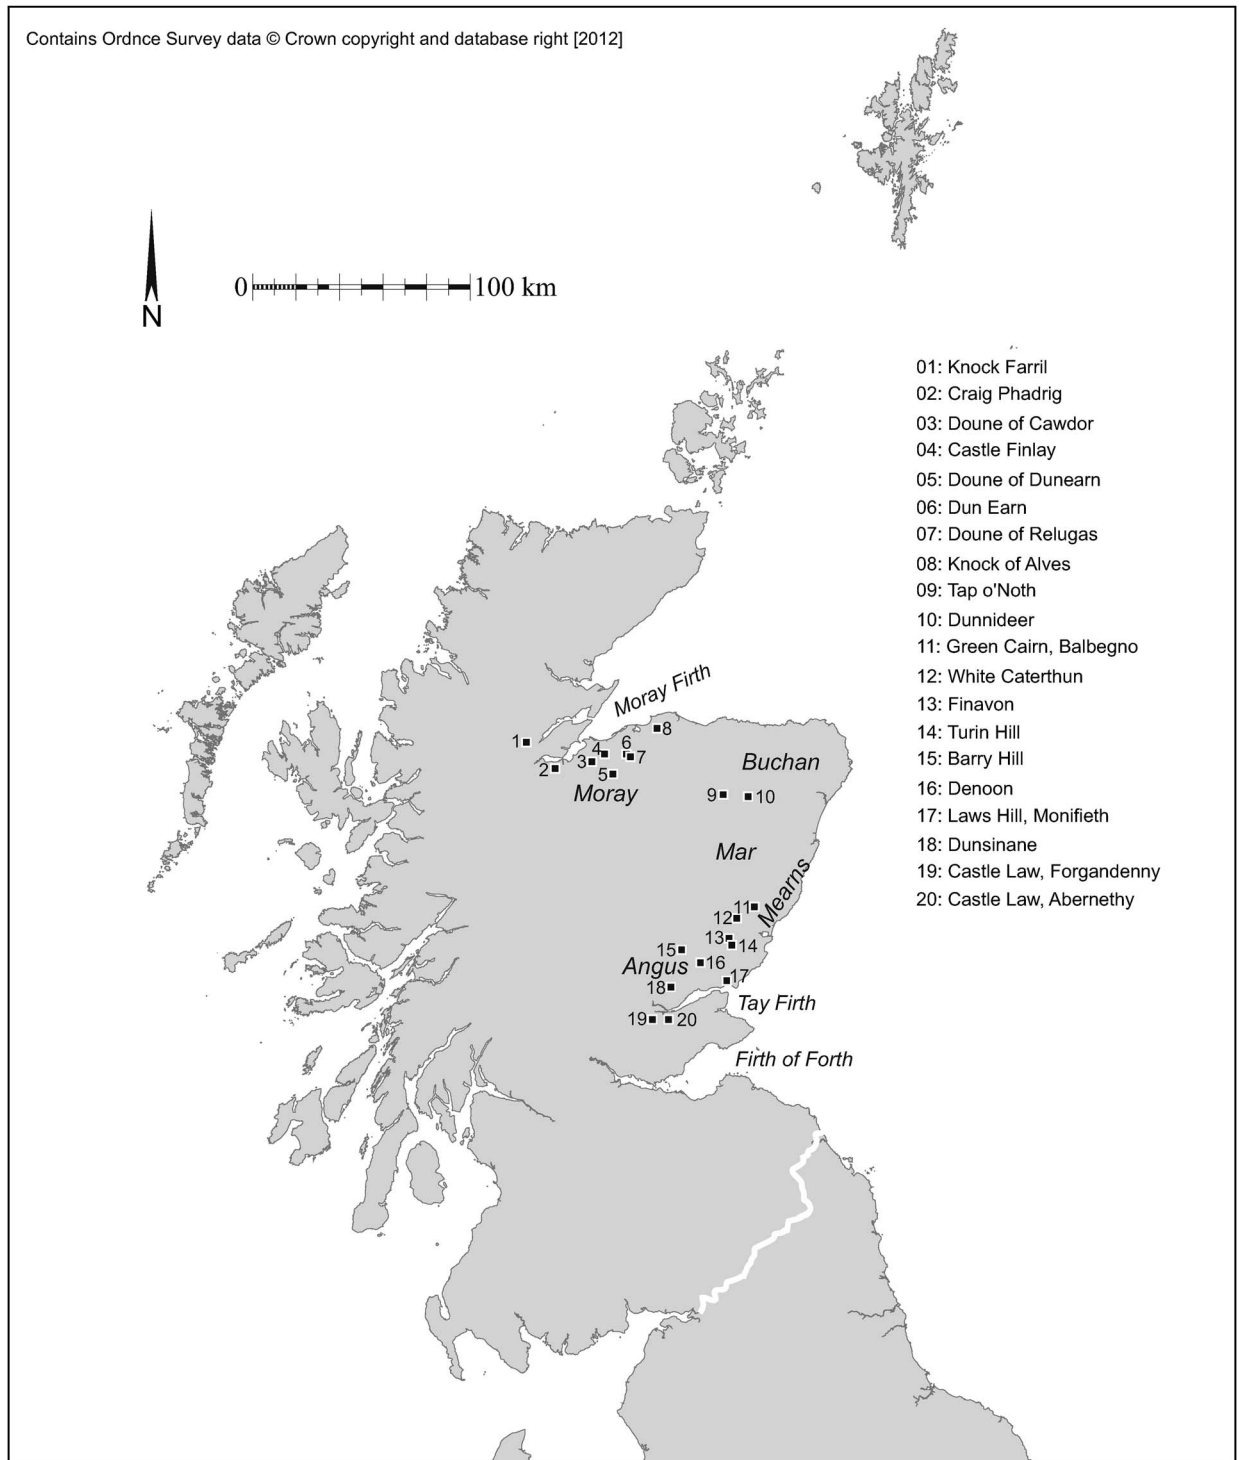 Contains Ordnce Survey data © Crown copyright and database right [2012]
N
0 100 km
01: Knock Farril
02: Craig Phadrig
03: Doune of Cawdor
04: Castle Finlay
05: Doune of Dunearn
06: Dun Earn
07: Doune of Relugas
08: Knock of Alves
09: Tap o'Noth
10: Dunnideer
11: Green Cairn, Balbegno
12: White Caterthun
13: Finavon
14: Turin Hill
15: Barry Hill
16: Denoon
17: Laws Hill, Monifieth
18: Dunsinane
19: Castle Law, Forgandenny
20: Castle Law, Abernethy
Moray Firth
8
1
4
6
7
3
2
5
Buchan
Moray
9
10
Mar
Mearns
11
12
13
14
15
16
Angus
17
18
Tay Firth
19
20
Firth of Forth